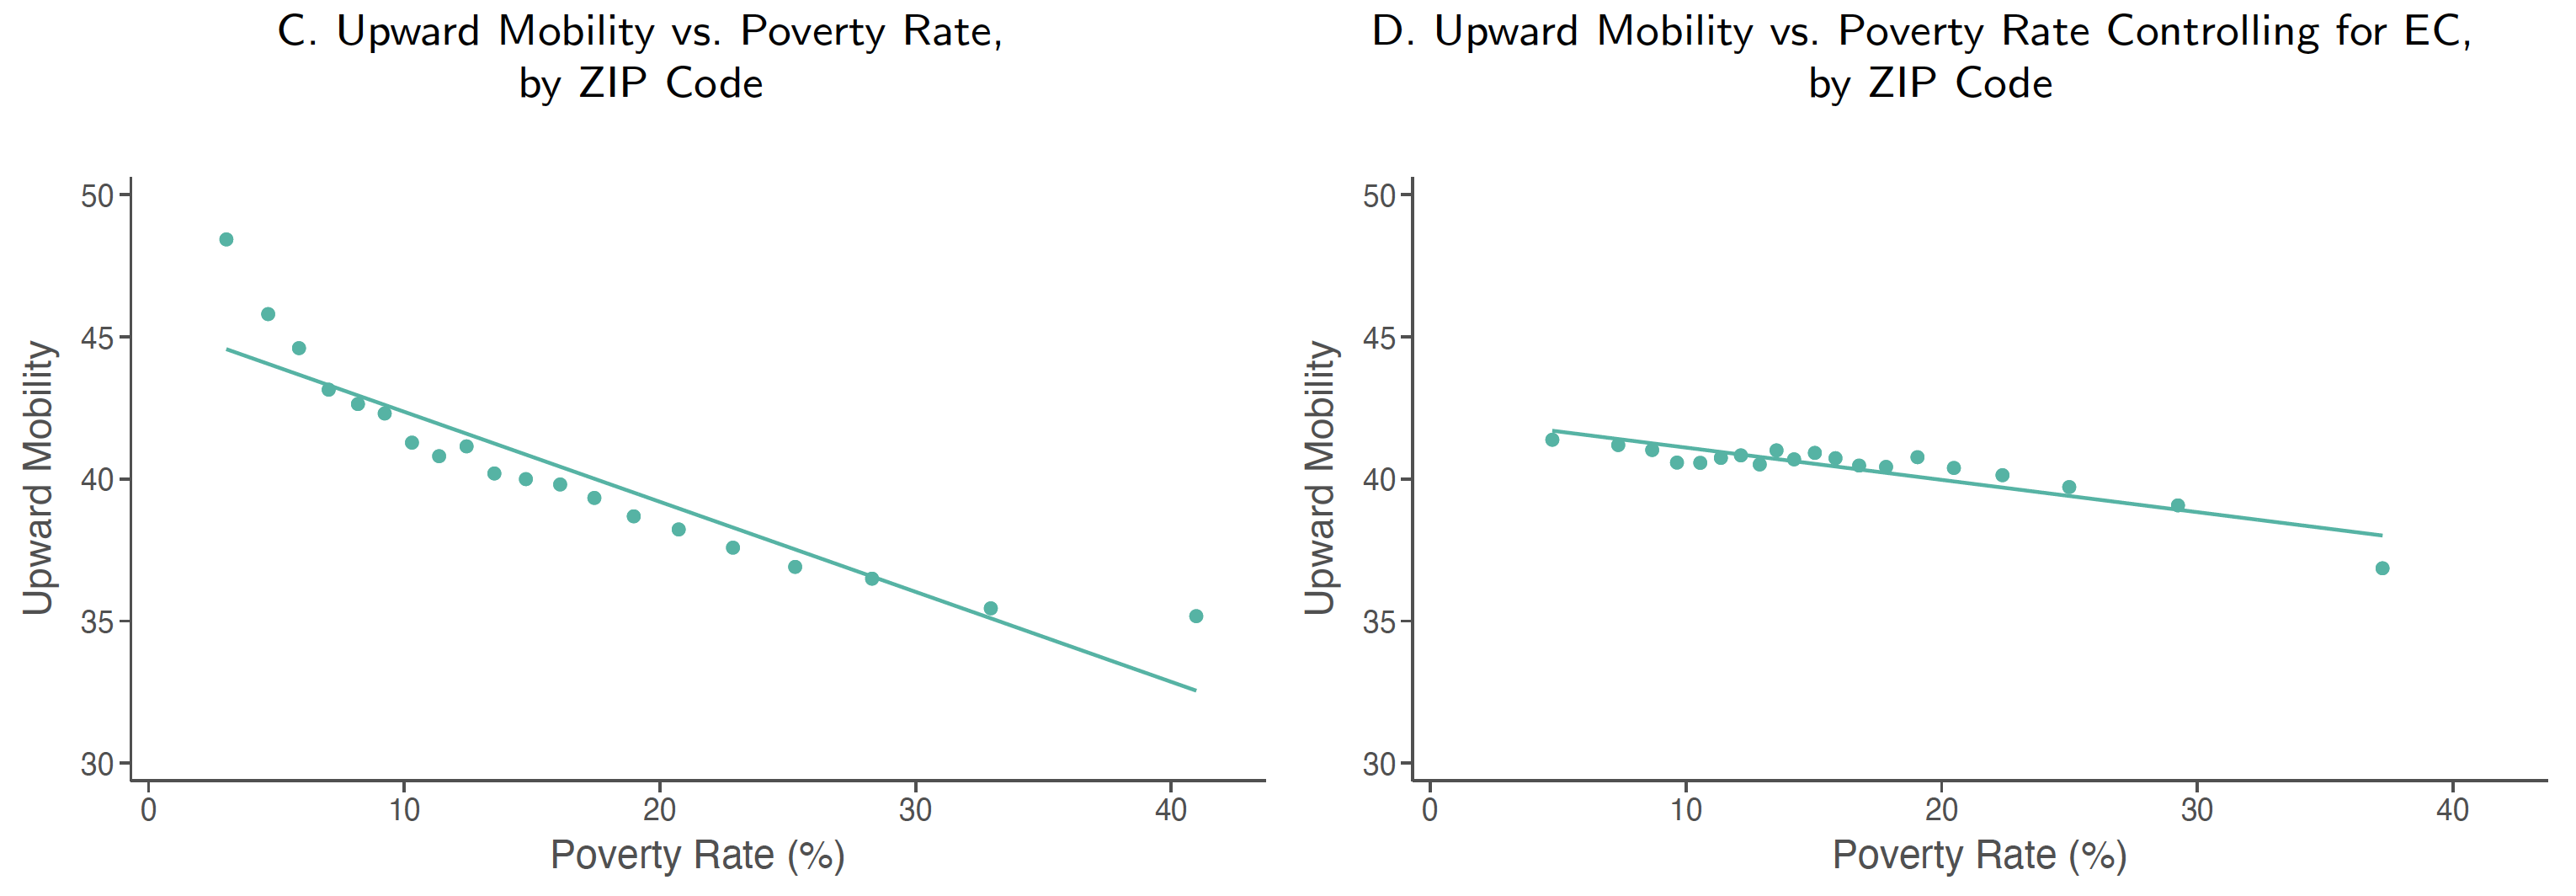 C. Upward Mobility vs. Poverty Rate,
by ZIP Code
50
45
40
35
30
Upward Mobility
0 10 20 30 40
Poverty Rate (%)
D. Upward Mobility vs. Poverty Rate Controlling for EC,
by ZIP Code
50
45
40
35
30
Upward Mobility
0 10 20 30 40
Poverty Rate (%)